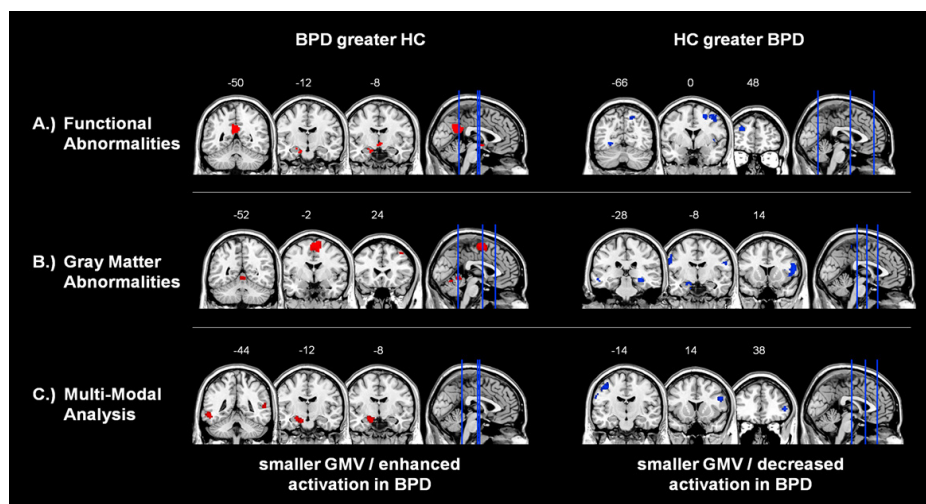 BPD greater HC
HC greater BPD
-50 -12 -8
-66 0 48
A.) Functional
Abnormalities
-52 -2 24
-28 -8 14
B.) Gray Matter
Abnormalities
-44 -12 -8
-14 14 38
C.) Multi-Modal
Analysis
smaller GMV / enhanced
activation in BPD
smaller GMV / decreased
activation in BPD